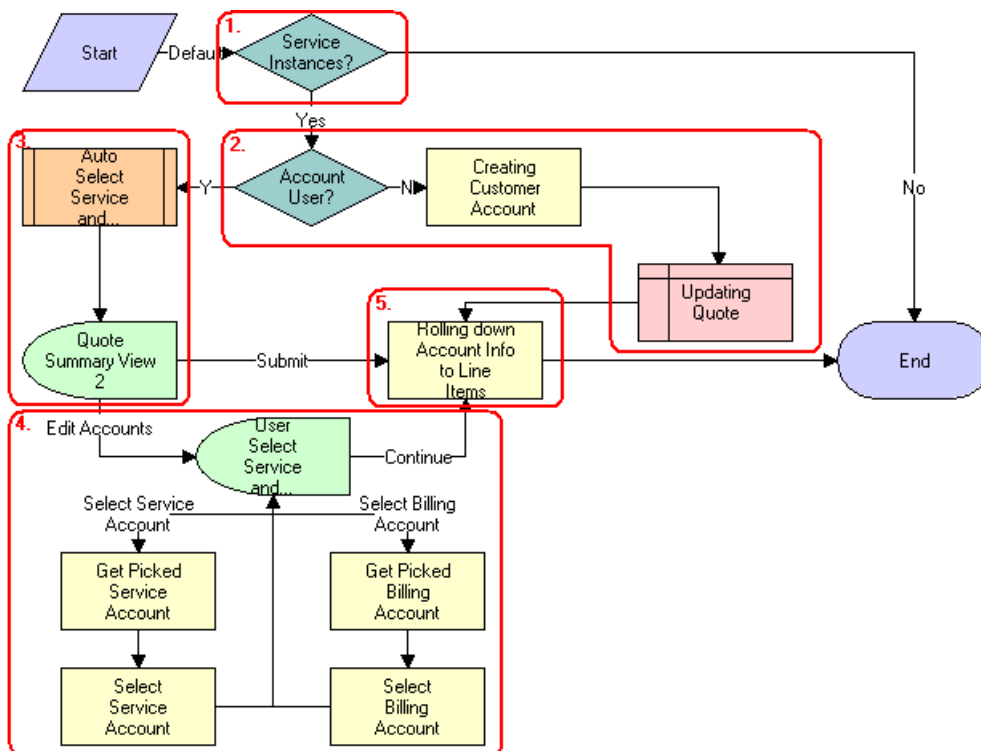 1.
Start
Defaul
Service
Instances?
Yes
3.
2.
Auto
Select
Service
and...
Y
Account
User?
N
Creating
Customer
Account
No
Updating
Quote
5.
Quote
Summary View
2
Submit
Rolling down
Account Info
to Line
Items
End
4.
Edit Accounts
User
Select
Service
and...
Continue
Select Service
Account
Select Billing
Account
Get Picked
Service
Account
Get Picked
Billing
Account
Select
Service
Account
Select
Billing
Account